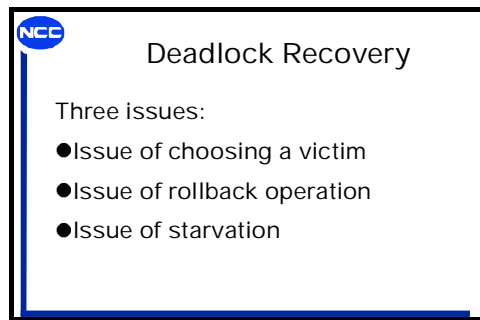 NCC
Deadlock Recovery
Three issues:
●Issue of choosing a victim
●Issue of rollback operation
●Issue of starvation